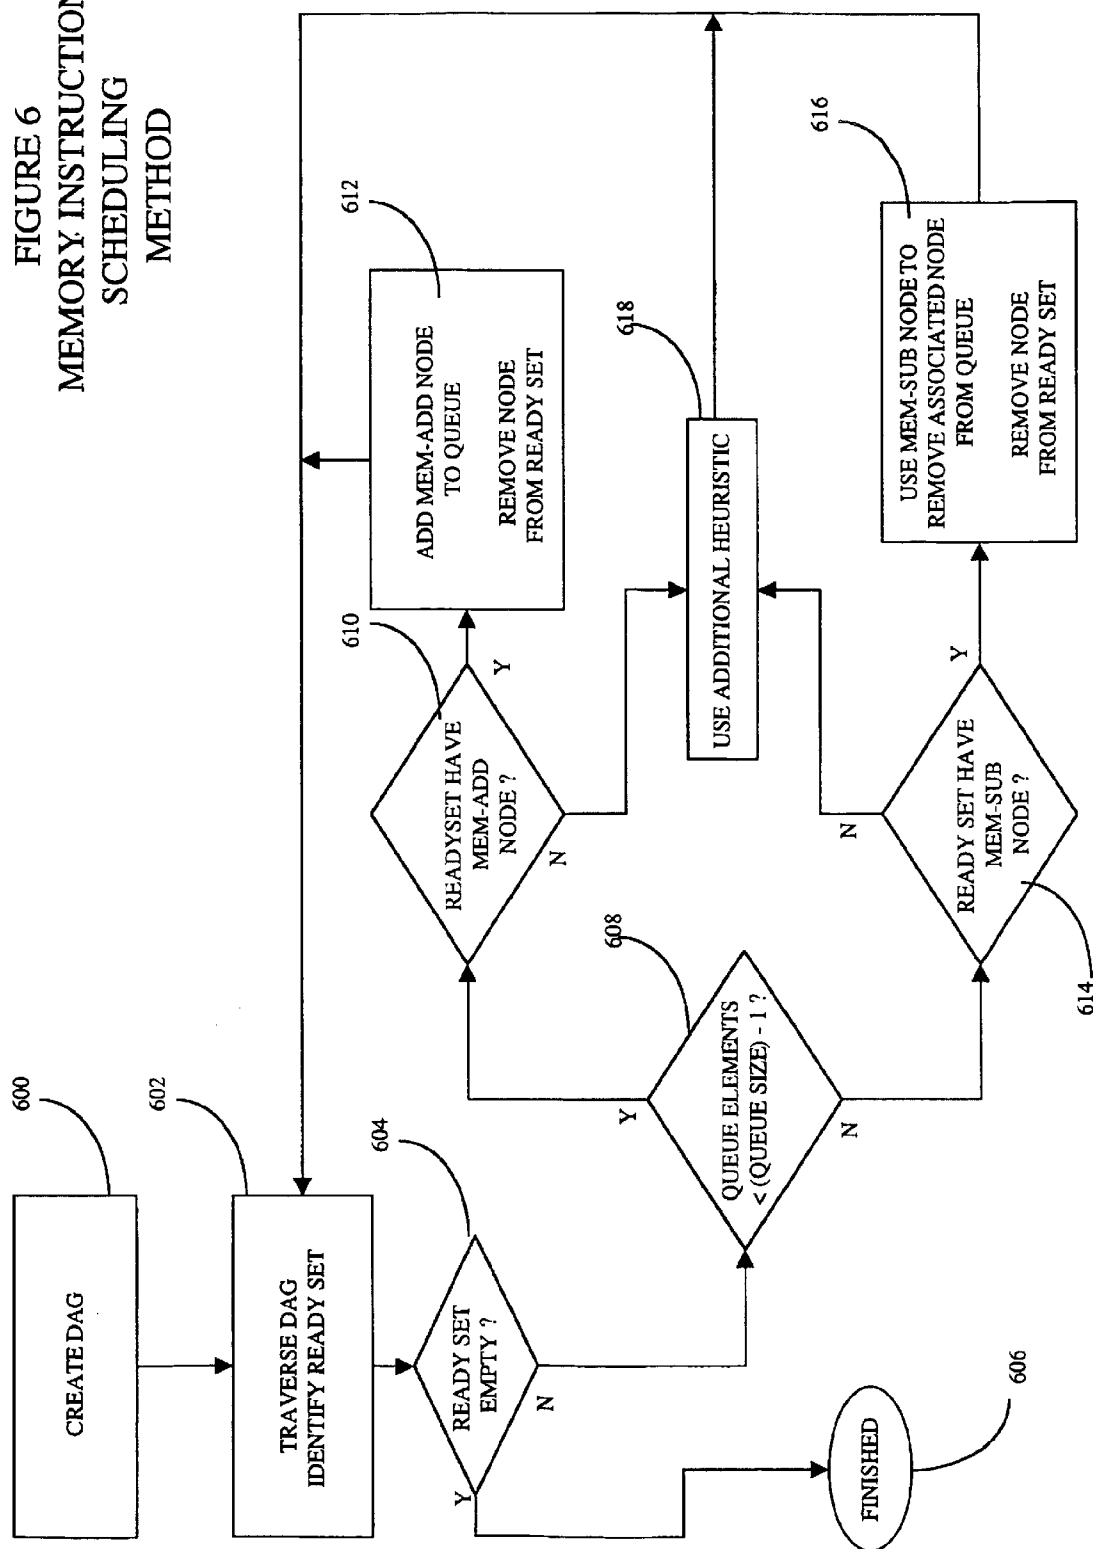 FIGURE 6
MEMORY INSTRUCTION
SCHEDULING
METHOD
600
CREATE DAG
602
TRAVERSE DAG
IDENTIFY READY SET
604
READY SET
EMPTY ?
Y
N
FINISHED
606
608
QUEUE ELEMENTS
< (QUEUE SIZE) - 1 ?
Y
N
610
READYSET HAVE
MEM-ADD
NODE ?
Y
N
612
ADD MEM-ADD NODE
TO QUEUE
REMOVE NODE
FROM READY SET
614
READY SET HAVE
MEM-SUB
NODE ?
Y
N
616
USE MEM-SUB NODE TO
REMOVE ASSOCIATED NODE
FROM QUEUE
REMOVE NODE
FROM READY SET
618
USE ADDITIONAL HEURISTIC